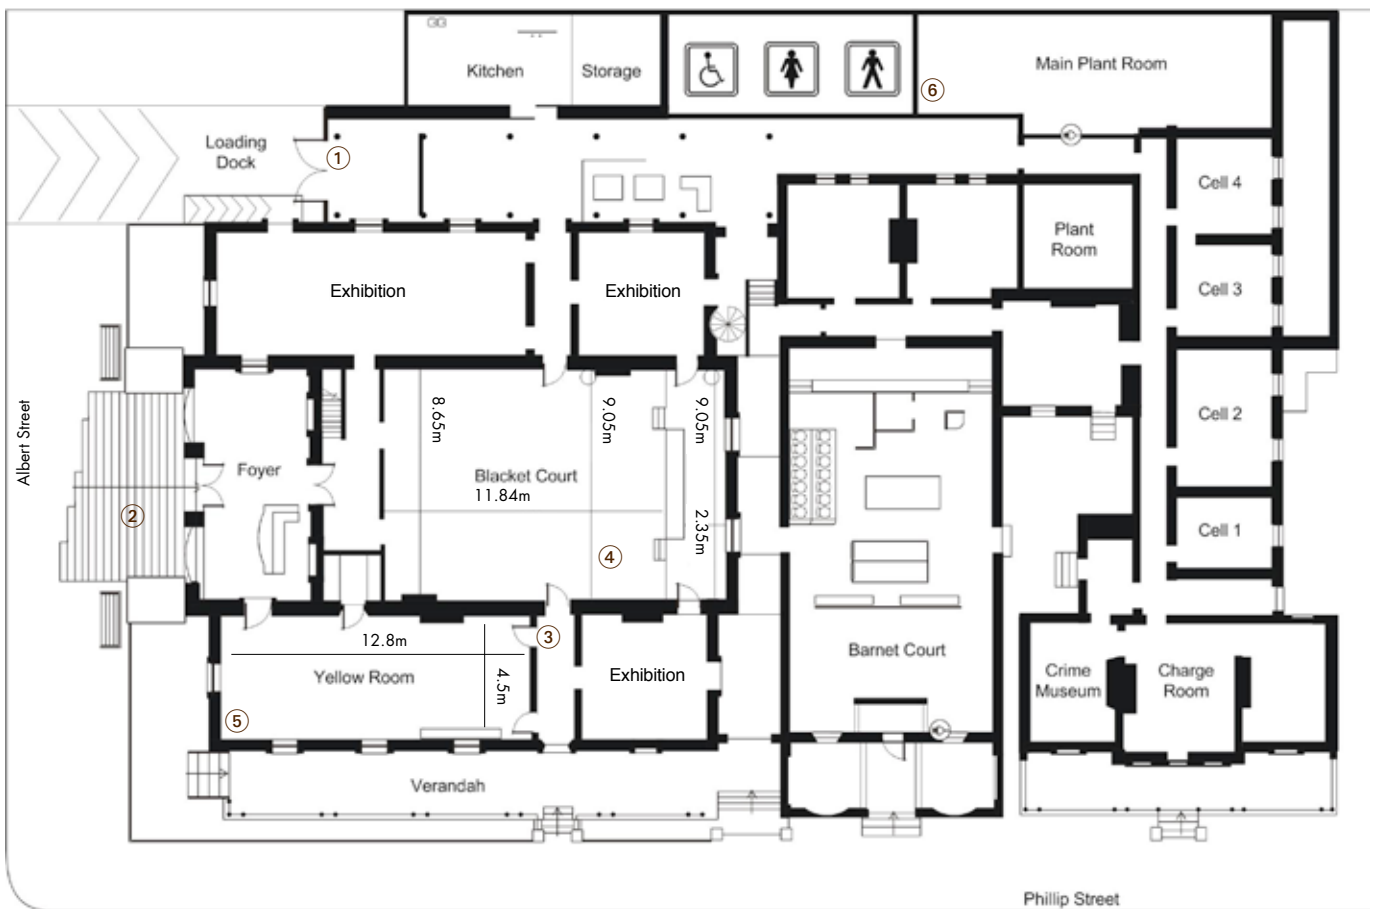 Kitchen
Storage
Main Plant Room
6
Loading
Dock
1
Cell 4
Exhibition
Exhibition
Plant
Room
Cell 3
Albert Street
Foyer
2
8.65m
9.05m
9.05m
Blacket Court
11.84m
2.35m
4
Cell 2
Cell 1
12.8m
3
Yellow Room
4.5m
5
Exhibition
Barnet Court
Crime
Museum
Charge
Room
Verandah
Phillip Street